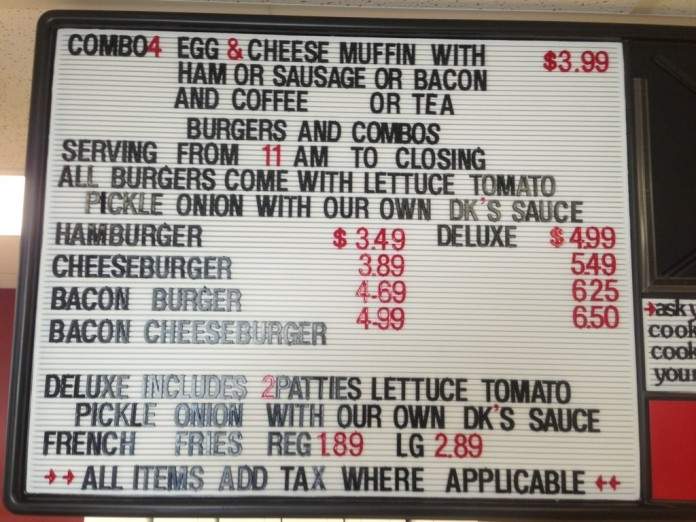 COMBO4 EGG & CHEESE MUFFIN WITH $3.99
HAM OR SAUSAGE OR BACON
AND COFFEE OR TEA
BURGERS AND COMBOS
SERVING FROM 11 AM TO CLOSING
ALL BURGERS COME WITH LETTUCE TOMATO
PICKLE ONION WITH OUR OWN DK'S SAUCE
HAMBURGER $3.49 DELUXE $4.99
CHEESEBURGER 3.89 5.49
BACON BURGER 4-69 6.25
BACON CHEESEBURGER 4-99 6.50
DELUXE INCLUDES 2PATTIES LETTUCE TOMATO
PICKLE ONION WITH OUR OWN DK'S SAUCE
FRENCH FRIES REG 1.89 LG 2.89
→→ ALL ITEMS ADD TAX WHERE APPLICABLE ←←
→ask
cook
cook
your